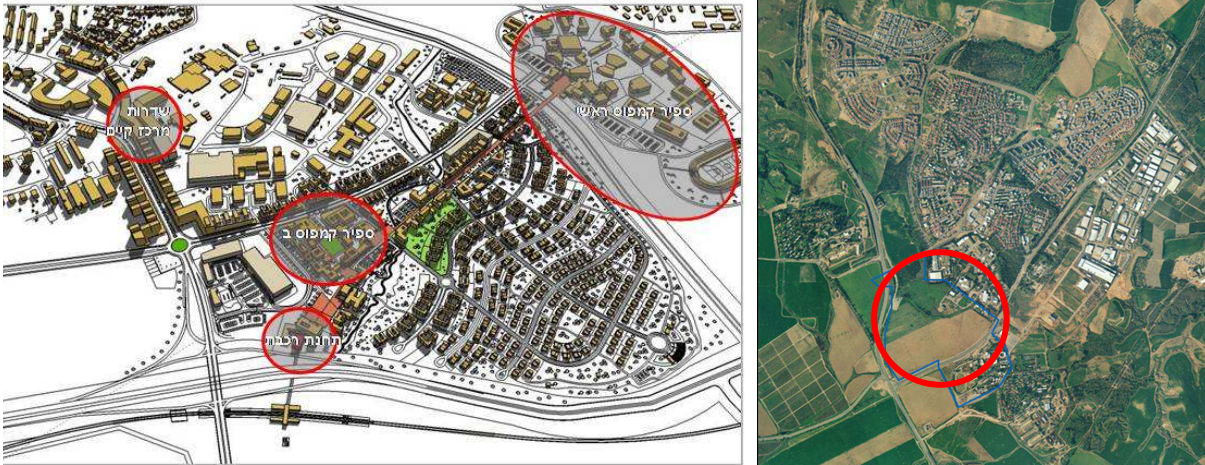 ספיר קמפוס ראשי
שדרות
מרכז קיים
ספיר קמפוס ב.
תחנת רכבת